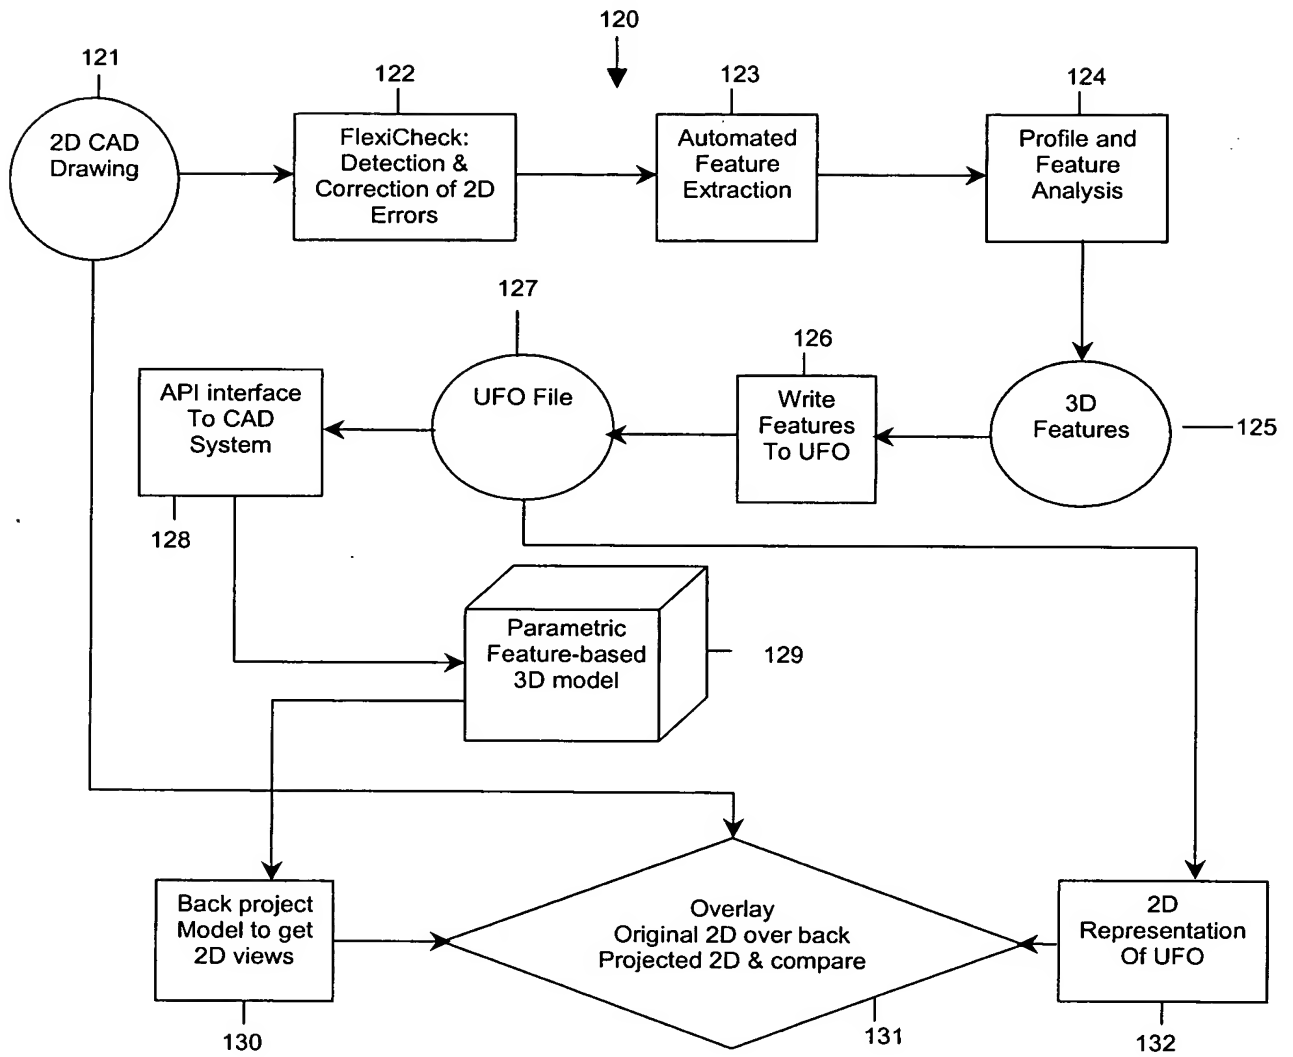 120
121
122
123
124
2D CAD
Drawing
FlexiCheck:
Detection &
Correction of 2D
Errors
Automated
Feature
Extraction
Profile and
Feature
Analysis
127
126
125
API interface
To CAD
System
UFO File
Write
Features
To UFO
3D
Features
128
Parametric
Feature-based
3D model
129
Back project
Model to get
2D views
Overlay
Original 2D over back
Projected 2D & compare
2D
Representation
Of UFO
130
131
132